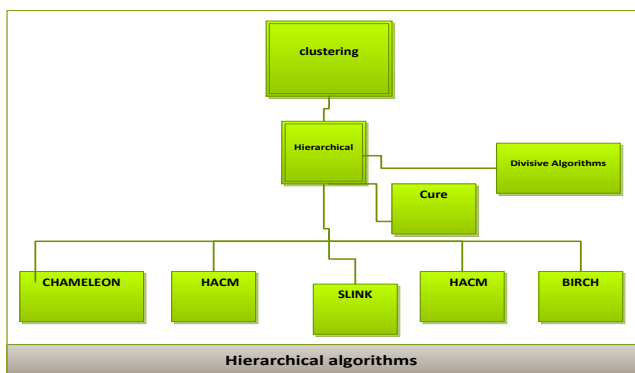 clustering
Hierarchical
Divisive Algorithms
Cure
CHAMELEON
HACM
SLINK
HACM
BIRCH
Hierarchical algorithms